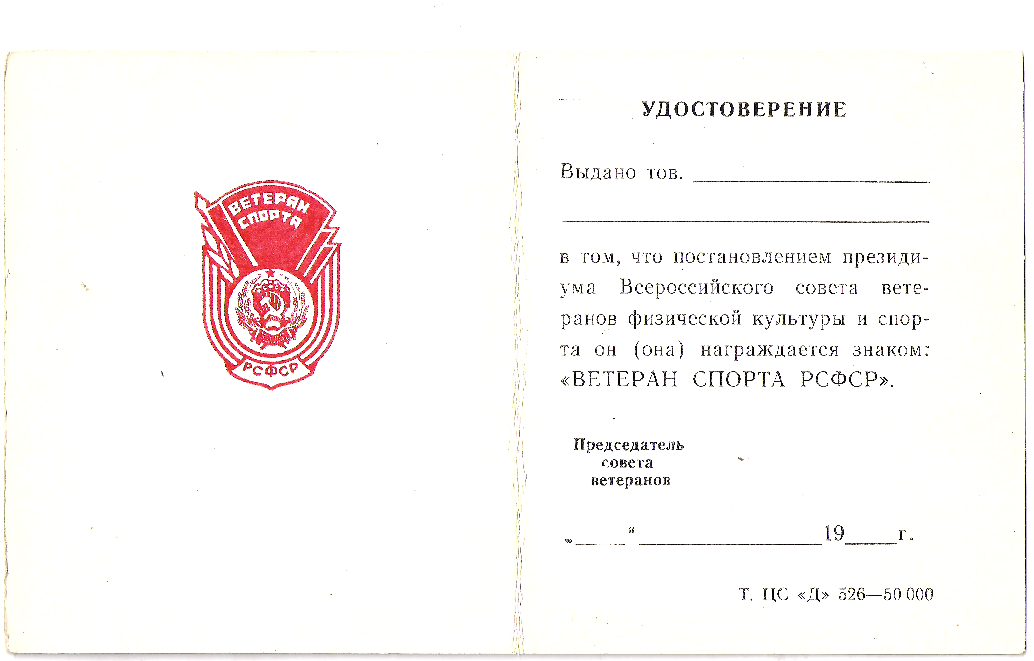 ВЕТЕРАН
СПОРТА
РСФСР
УДОСТОВЕРЕНИЕ
Выдано тов.
в том, что постановлением президи-
ума Всероссийского совета вете-
ранов физической культуры и спор-
та он (она) награждается знаком:
«ВЕТЕРАН СПОРТА РСФСР».
Председатель
совета
ветеранов
„ “ 19 г.
Т. ЦС «Д» 526—50 000